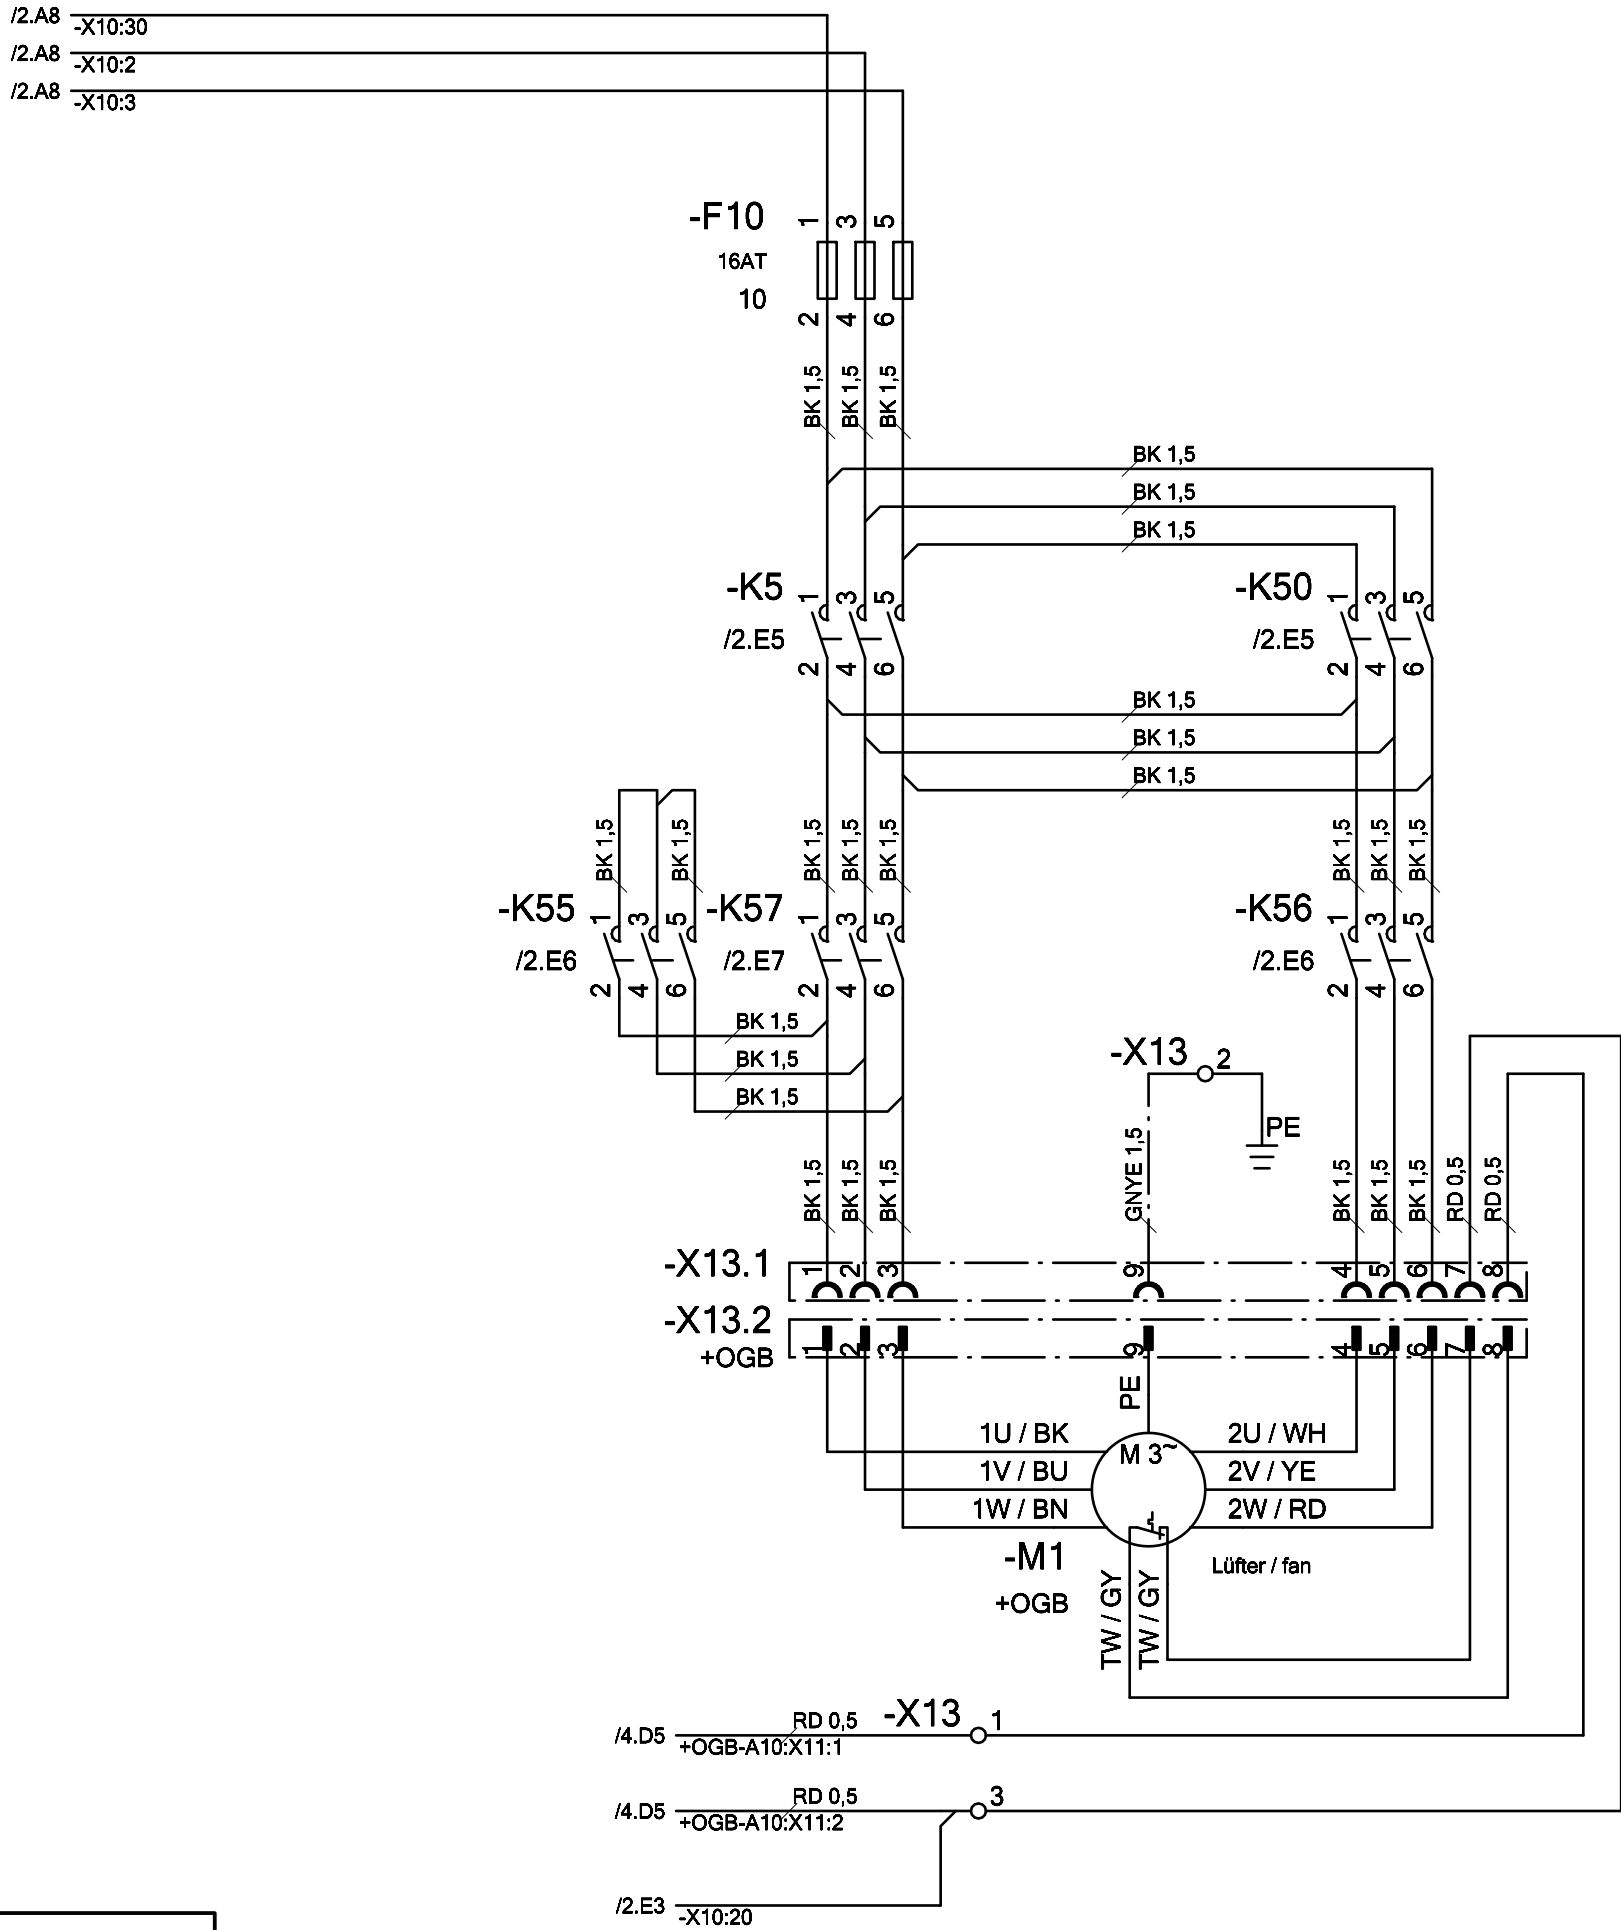 /2.A8 -X10:30
/2.A8 -X10:2
/2.A8 -X10:3
-F10 1 3 5
16AT
10
2 4 6
BK 1,5 BK 1,5 BK 1,5
BK 1,5
BK 1,5
BK 1,5
-K5 1 3 5 -K50 1 3 5
/2.E5 /2.E5
2 4 6 2 4 6
BK 1,5
BK 1,5
BK 1,5
BK 1,5 BK 1,5 BK 1,5 BK 1,5 BK 1,5 BK 1,5 BK 1,5 BK 1,5
-K55 1 3 5 -K57 1 3 5 -K56 1 3 5
/2.E6 /2.E7 /2.E6
2 4 6 2 4 6 2 4 6
BK 1,5
BK 1,5
BK 1,5
-X13 2
PE
BK 1,5 BK 1,5 BK 1,5 GNYE 1,5 BK 1,5 BK 1,5 BK 1,5 RD 0,5 RD 0,5
-X13.1 1 2 3 9 4 5 6 7 8
-X13.2 1 2 3 9 4 5 6 7 8
+OGB
PE
1U / BK M 3~ 2U / WH
1V / BU 2V / YE
1W / BN 2W / RD
-M1 Lüfter / fan
+OGB
TW / GY TW / GY
/4.D5 RD 0,5 -X13 1
+OGB-A10:X11:1
/4.D5 RD 0,5 3
+OGB-A10:X11:2
/2.E3 -X10:20